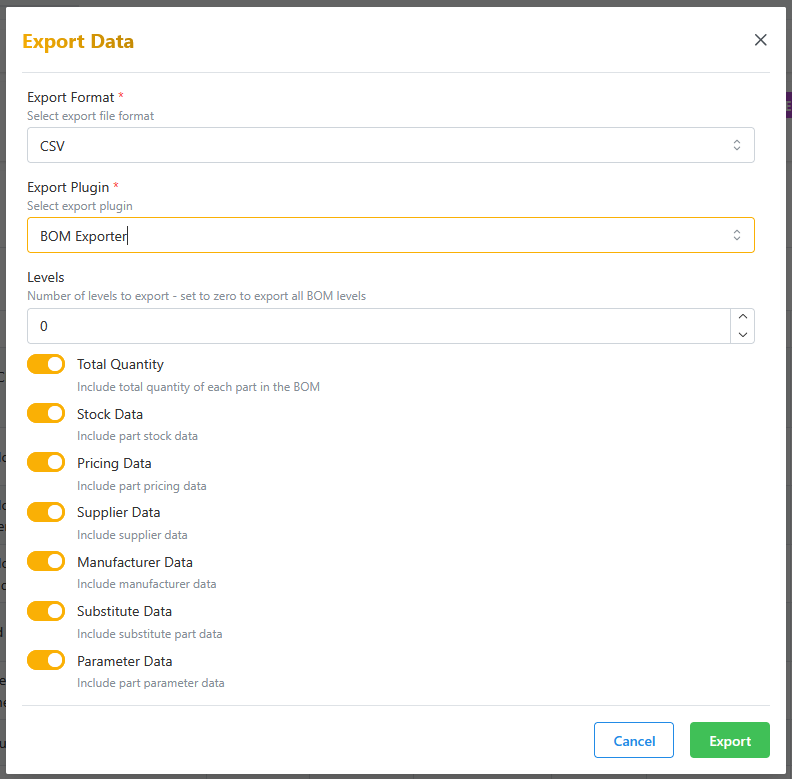 Export Data
Export Format *
Select export file format
CSV
Export Plugin *
Select export plugin
BOM Exporter
Levels
Number of levels to export - set to zero to export all BOM levels
0
Total Quantity
Include total quantity of each part in the BOM
Stock Data
Include part stock data
Pricing Data
Include part pricing data
Supplier Data
Include supplier data
Manufacturer Data
Include manufacturer data
Substitute Data
Include substitute part data
Parameter Data
Include part parameter data
Cancel Export